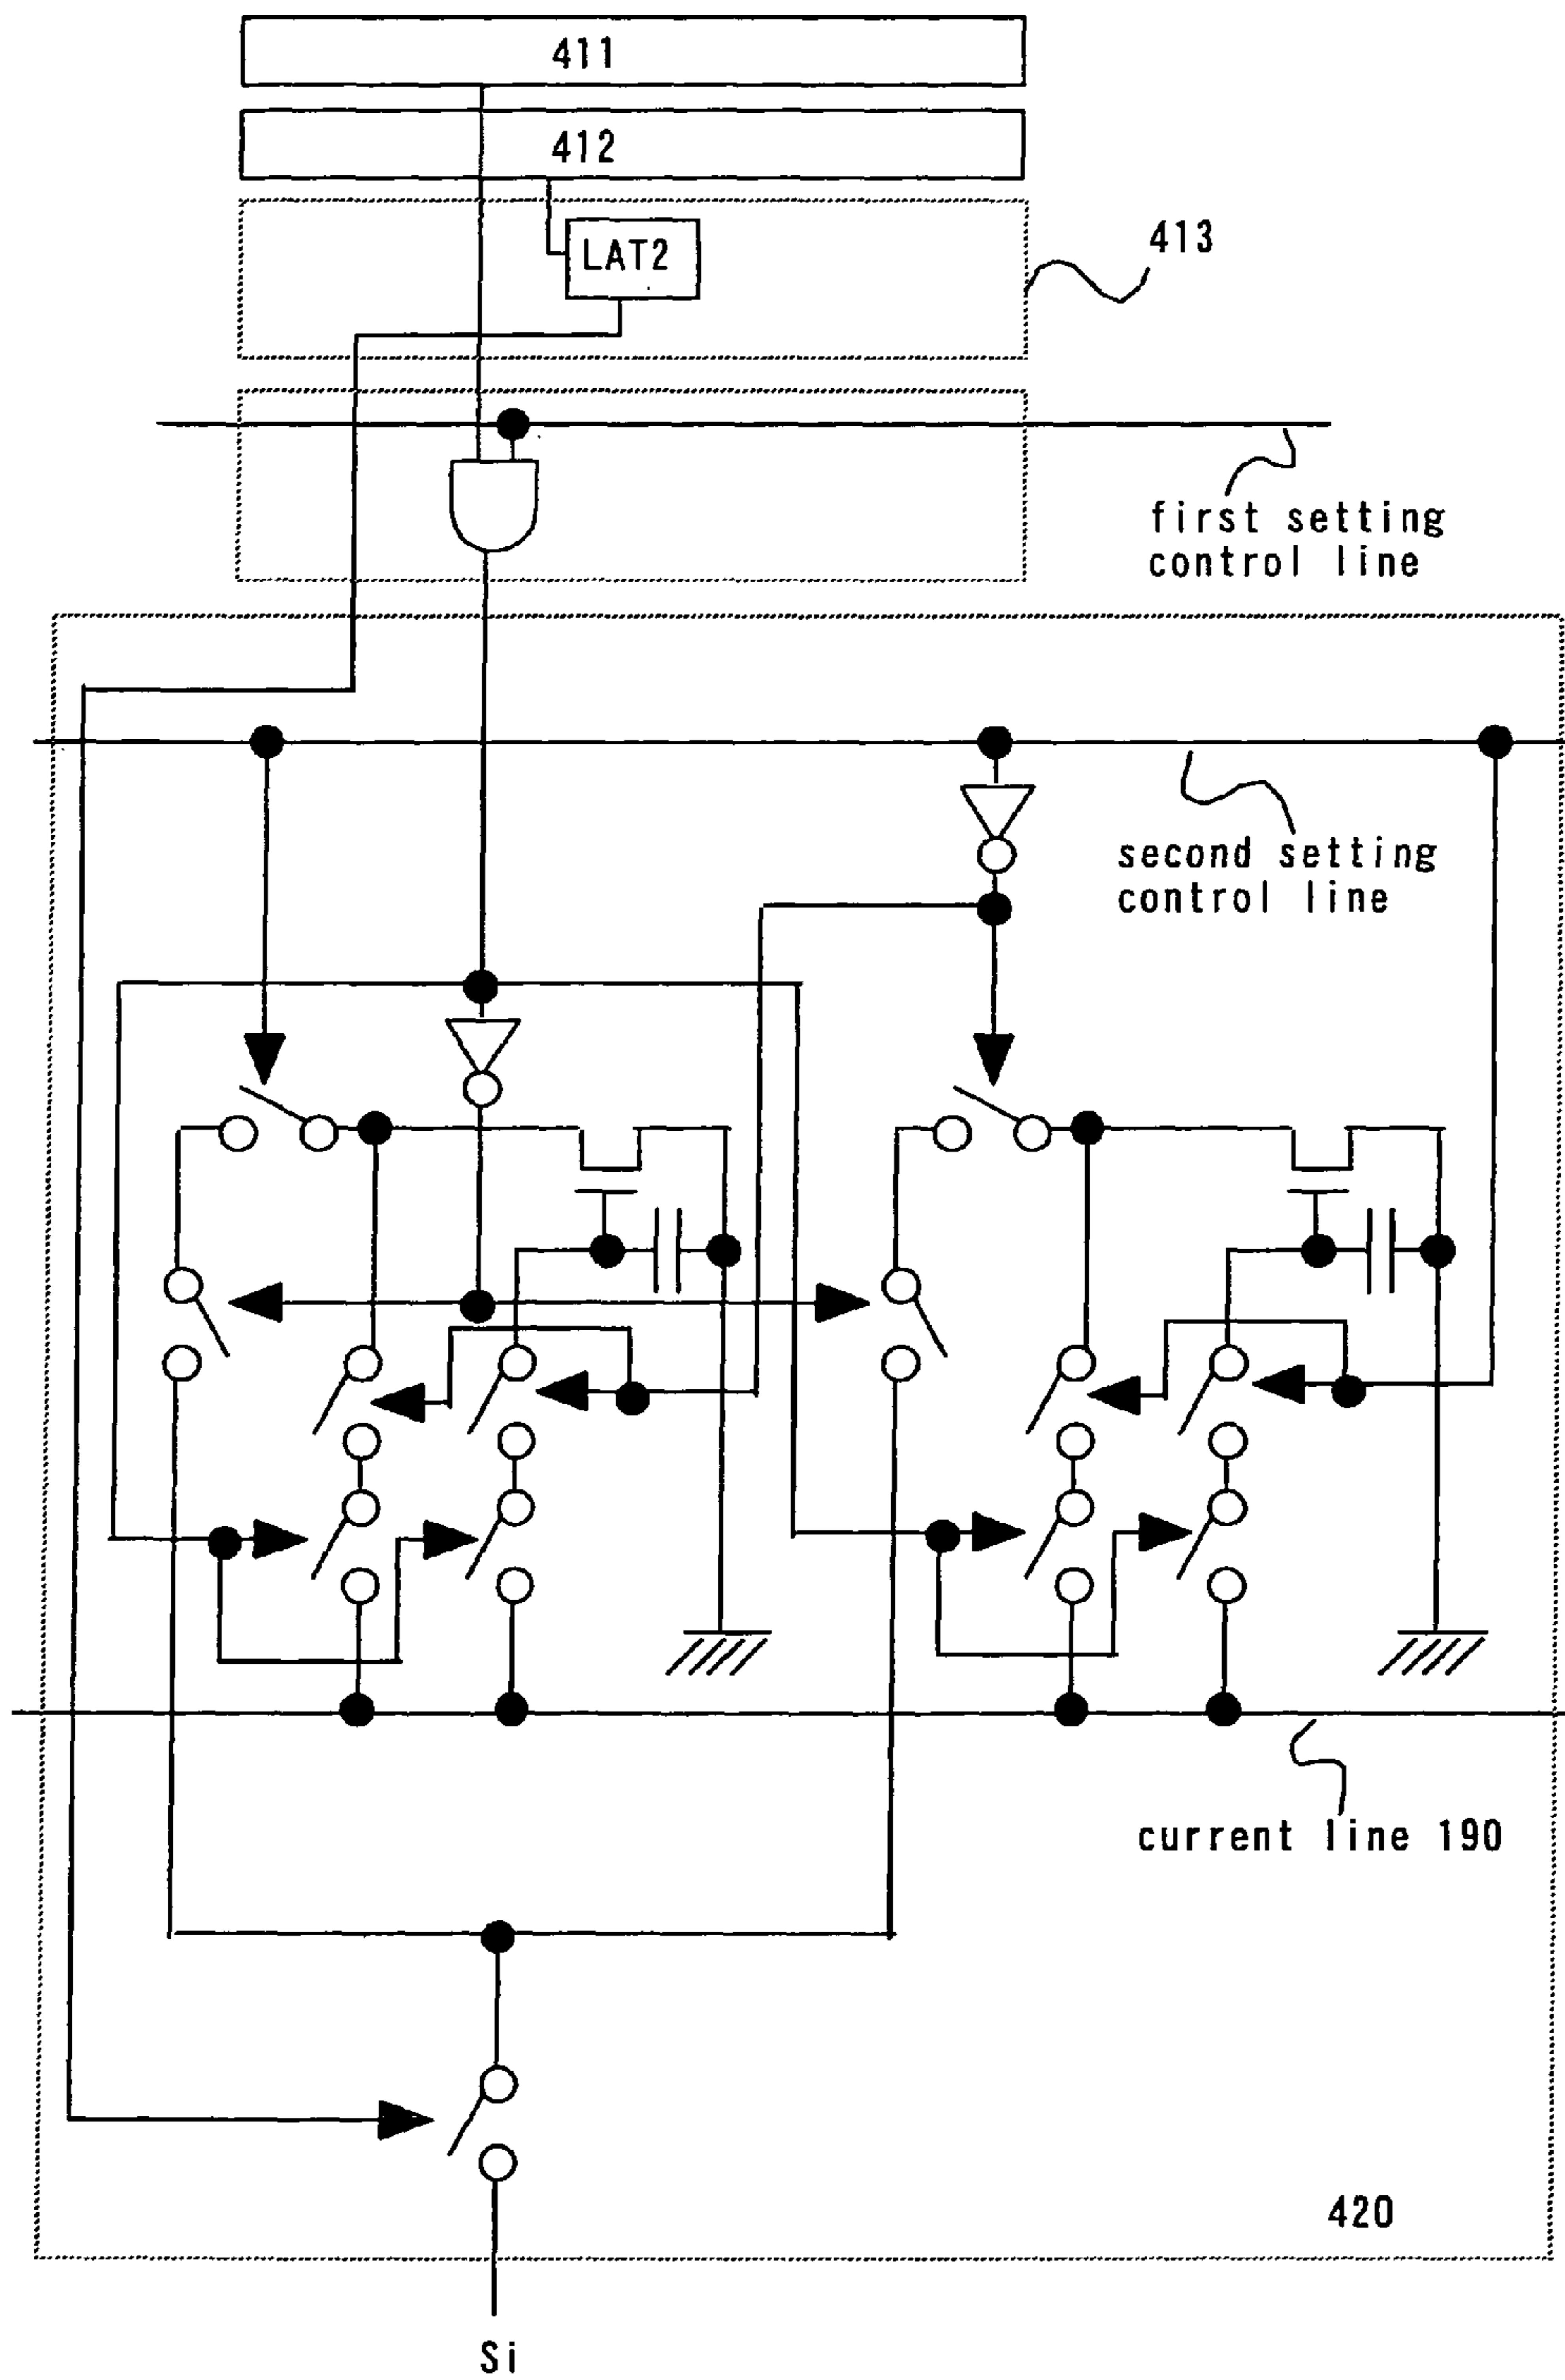 411
412
LAT2
413
first setting
control line
second setting
control line
current line 190
420
Si